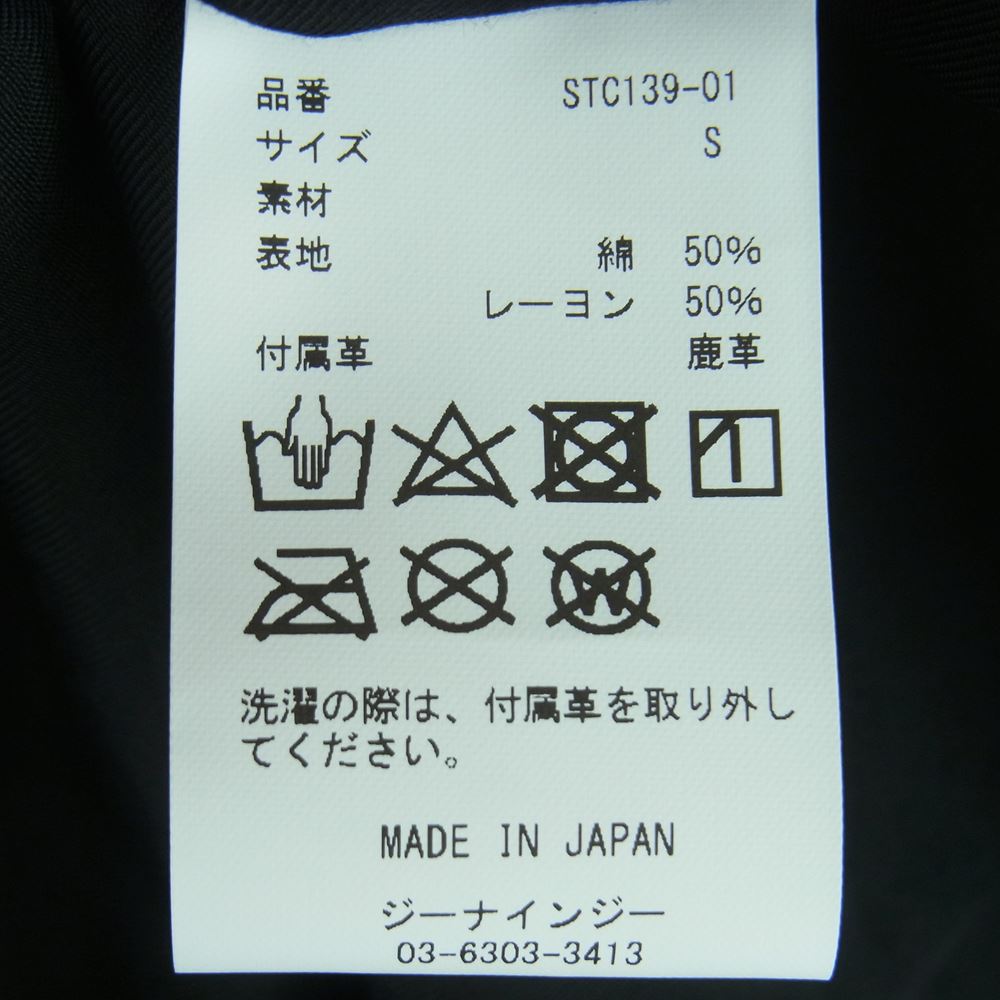 品番 STC139-01
サイズ S
素材
表地 綿 50%
レーヨン 50%
付属革 鹿革
W
洗濯の際は、付属革を取り外し
てください。
MADE IN JAPAN
ジーナインジー
03-6303-3413